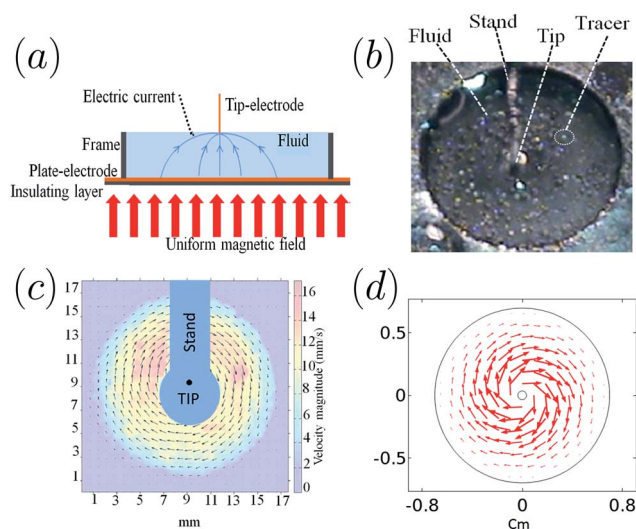 (a)
Electric current
Tip-electrode
Frame
Fluid
Plate-electrode
Insulating layer
Uniform magnetic field
(b)
Fluid
Stand
Tip
Tracer
(c)
17
15
13
11
9
7
5
3
1
1 3 5 7 9 11 13 15 17
mm
Stand
TIP
16
14
12
10
8
6
4
2
0
Velocity magnitude (mm/s)
(d)
0.5
0
-0.5
-0.8 0 0.8
Cm